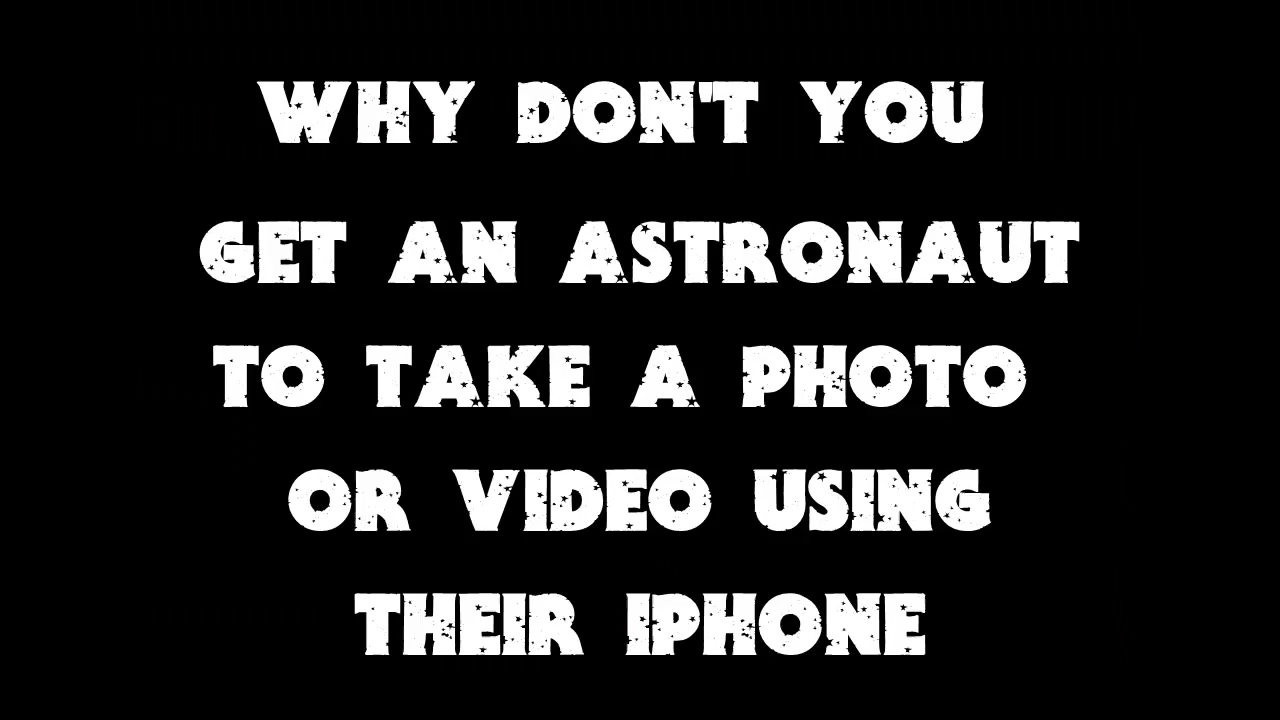 WHY DON'T YOU
GET AN ASTRONAUT
TO TAKE A PHOTO
OR VIDEO USING
THEIR IPHONE